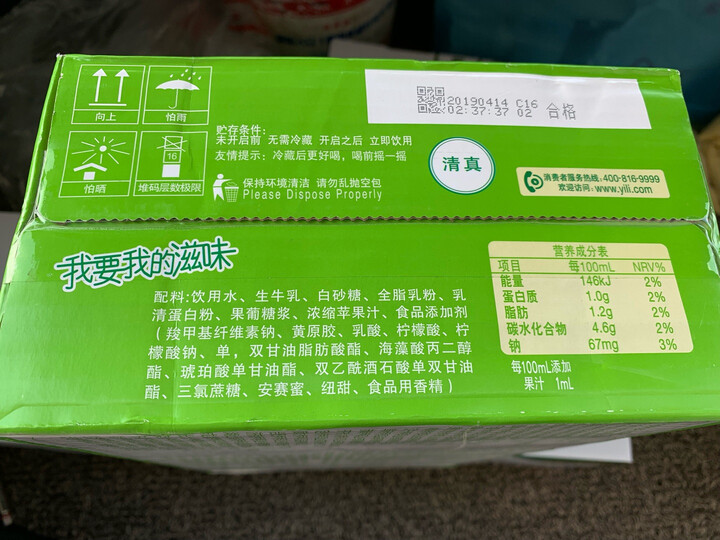 向上
怕雨
怕晒
16
堆码层数极限
贮存条件:
未开启前 无需冷藏 开启之后 立即饮用
友情提示:冷藏后更好喝,喝前摇一摇
保持环境清洁 请勿乱抛空包
Please Dispose Properly
20190414 C16
02:37:37 02
合格
清真
消费者服务热线:400-816-9999
欢迎访问:www.yili.com
我要我的滋味
配料:饮用水、生牛乳、白砂糖、全脂乳粉、乳
清蛋白粉、果葡糖浆、浓缩苹果汁、食品添加剂
(羧甲基纤维素钠、黄原胶、乳酸、柠檬酸、柠
檬酸钠、单,双甘油脂肪酸酯、海藻酸丙二醇
酯、琥珀酸单甘油酯、双乙酰酒石酸单双甘油
酯、三氯蔗糖、安赛蜜、纽甜、食品用香精)
营养成分表
项目 每100mL NRV%
能量 146kJ 2%
蛋白质 1.0g 2%
脂肪 1.2g 2%
碳水化合物 4.6g 2%
钠 67mg 3%
每100mL添加
果汁 1mL